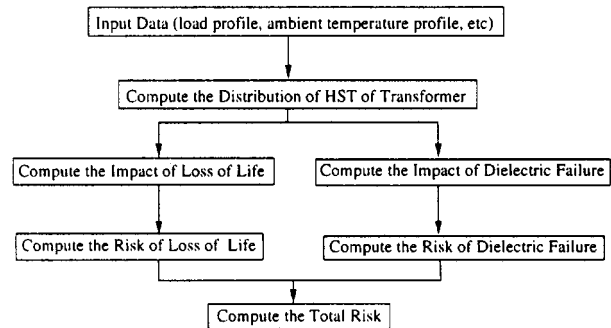 Input Data (load profile, ambient temperature profile, etc)
Compute the Distribution of HST of Transformer
Compute the Impact of Loss of Life
Compute the Impact of Dielectric Failure
Compute the Risk of Loss of Life
Compute the Risk of Dielectric Failure
Compute the Total Risk